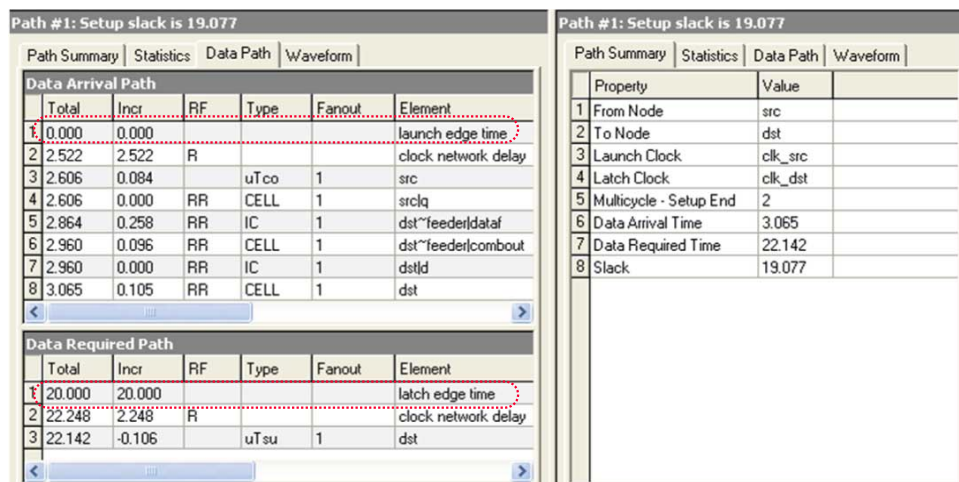 Path #1: Setup slack is 19.077
Path Summary Statistics Data Path Waveform
Data Arrival Path
Total Incr RF Type Fanout Element
1 0.000 0.000 launch edge time
2 2.522 2.522 R clock network delay
3 2.606 0.084 uTco 1 src
4 2.606 0.000 RR CELL 1 src|q
5 2.864 0.258 RR IC 1 dst~feeder|dataf
6 2.960 0.096 RR CELL 1 dst~feeder|combout
7 2.960 0.000 RR IC 1 dst|d
8 3.065 0.105 RR CELL 1 dst
Data Required Path
Total Incr RF Type Fanout Element
1 20.000 20.000 latch edge time
2 22.248 2.248 R clock network delay
3 22.142 -0.106 uTsu 1 dst
Path #1: Setup slack is 19.077
Path Summary Statistics Data Path Waveform
Property Value
1 From Node src
2 To Node dst
3 Launch Clock clk_src
4 Latch Clock clk_dst
5 Multicycle - Setup End 2
6 Data Arrival Time 3.065
7 Data Required Time 22.142
8 Slack 19.077